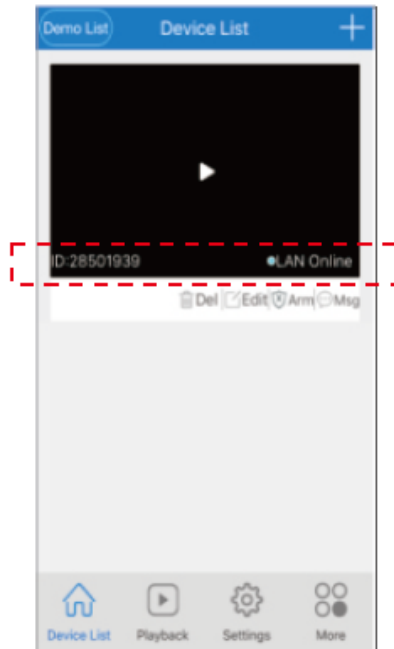 Demo List Device List
ID:28501939 LAN Online
Del Edit Arm Msg
Device List Playback Settings More